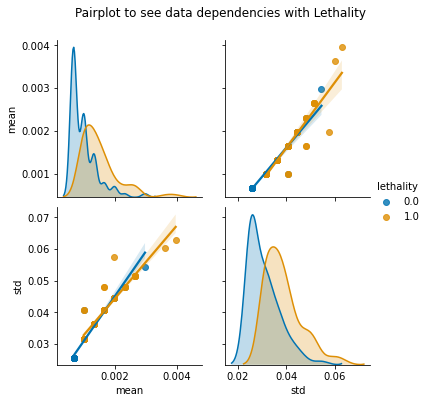 Pairplot to see data dependencies with Lethality
0.004
0.003
0.002
0.001
mean
lethality
0.0
1.0
0.07
0.06
0.05
0.04
0.03
std
0.002
0.004
0.02
0.04
0.06
mean
std